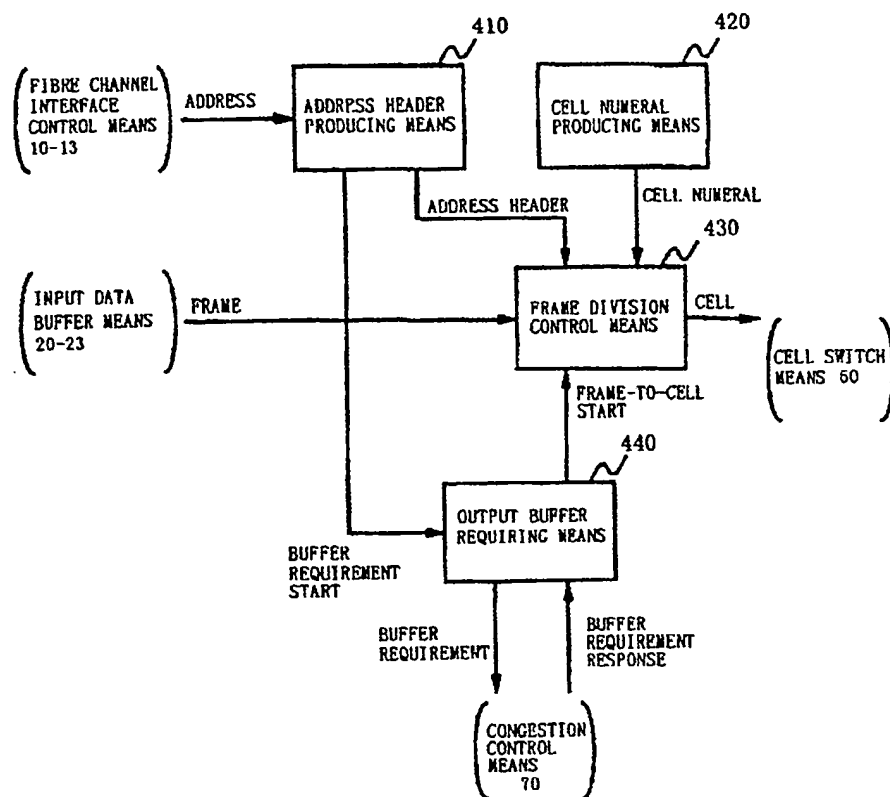 410
420
FIBRE CHANNEL
INTERFACE
CONTROL MEANS
10-13
ADDRESS
ADDRESS HEADER
PRODUCING MEANS
CELL NUMERAL
PRODUCING MEANS
ADDRESS HEADER
CELL NUMERAL
430
INPUT DATA
BUFFER MEANS
20-23
FRAME
FRAME DIVISION
CONTROL MEANS
CELL
CELL SWITCH
MEANS 60
FRAME-TO-CELL
START
440
OUTPUT BUFFER
REQUIRING MEANS
BUFFER
REQUIREMENT
START
BUFFER
REQUIREMENT
BUFFER
REQUIREMENT
RESPONSE
CONGESTION
CONTROL
MEANS
70